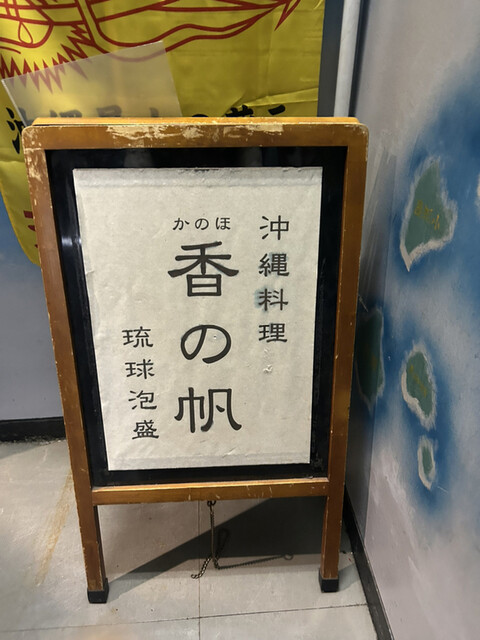 沖縄料理
かのほ
香の帆
琉球泡盛